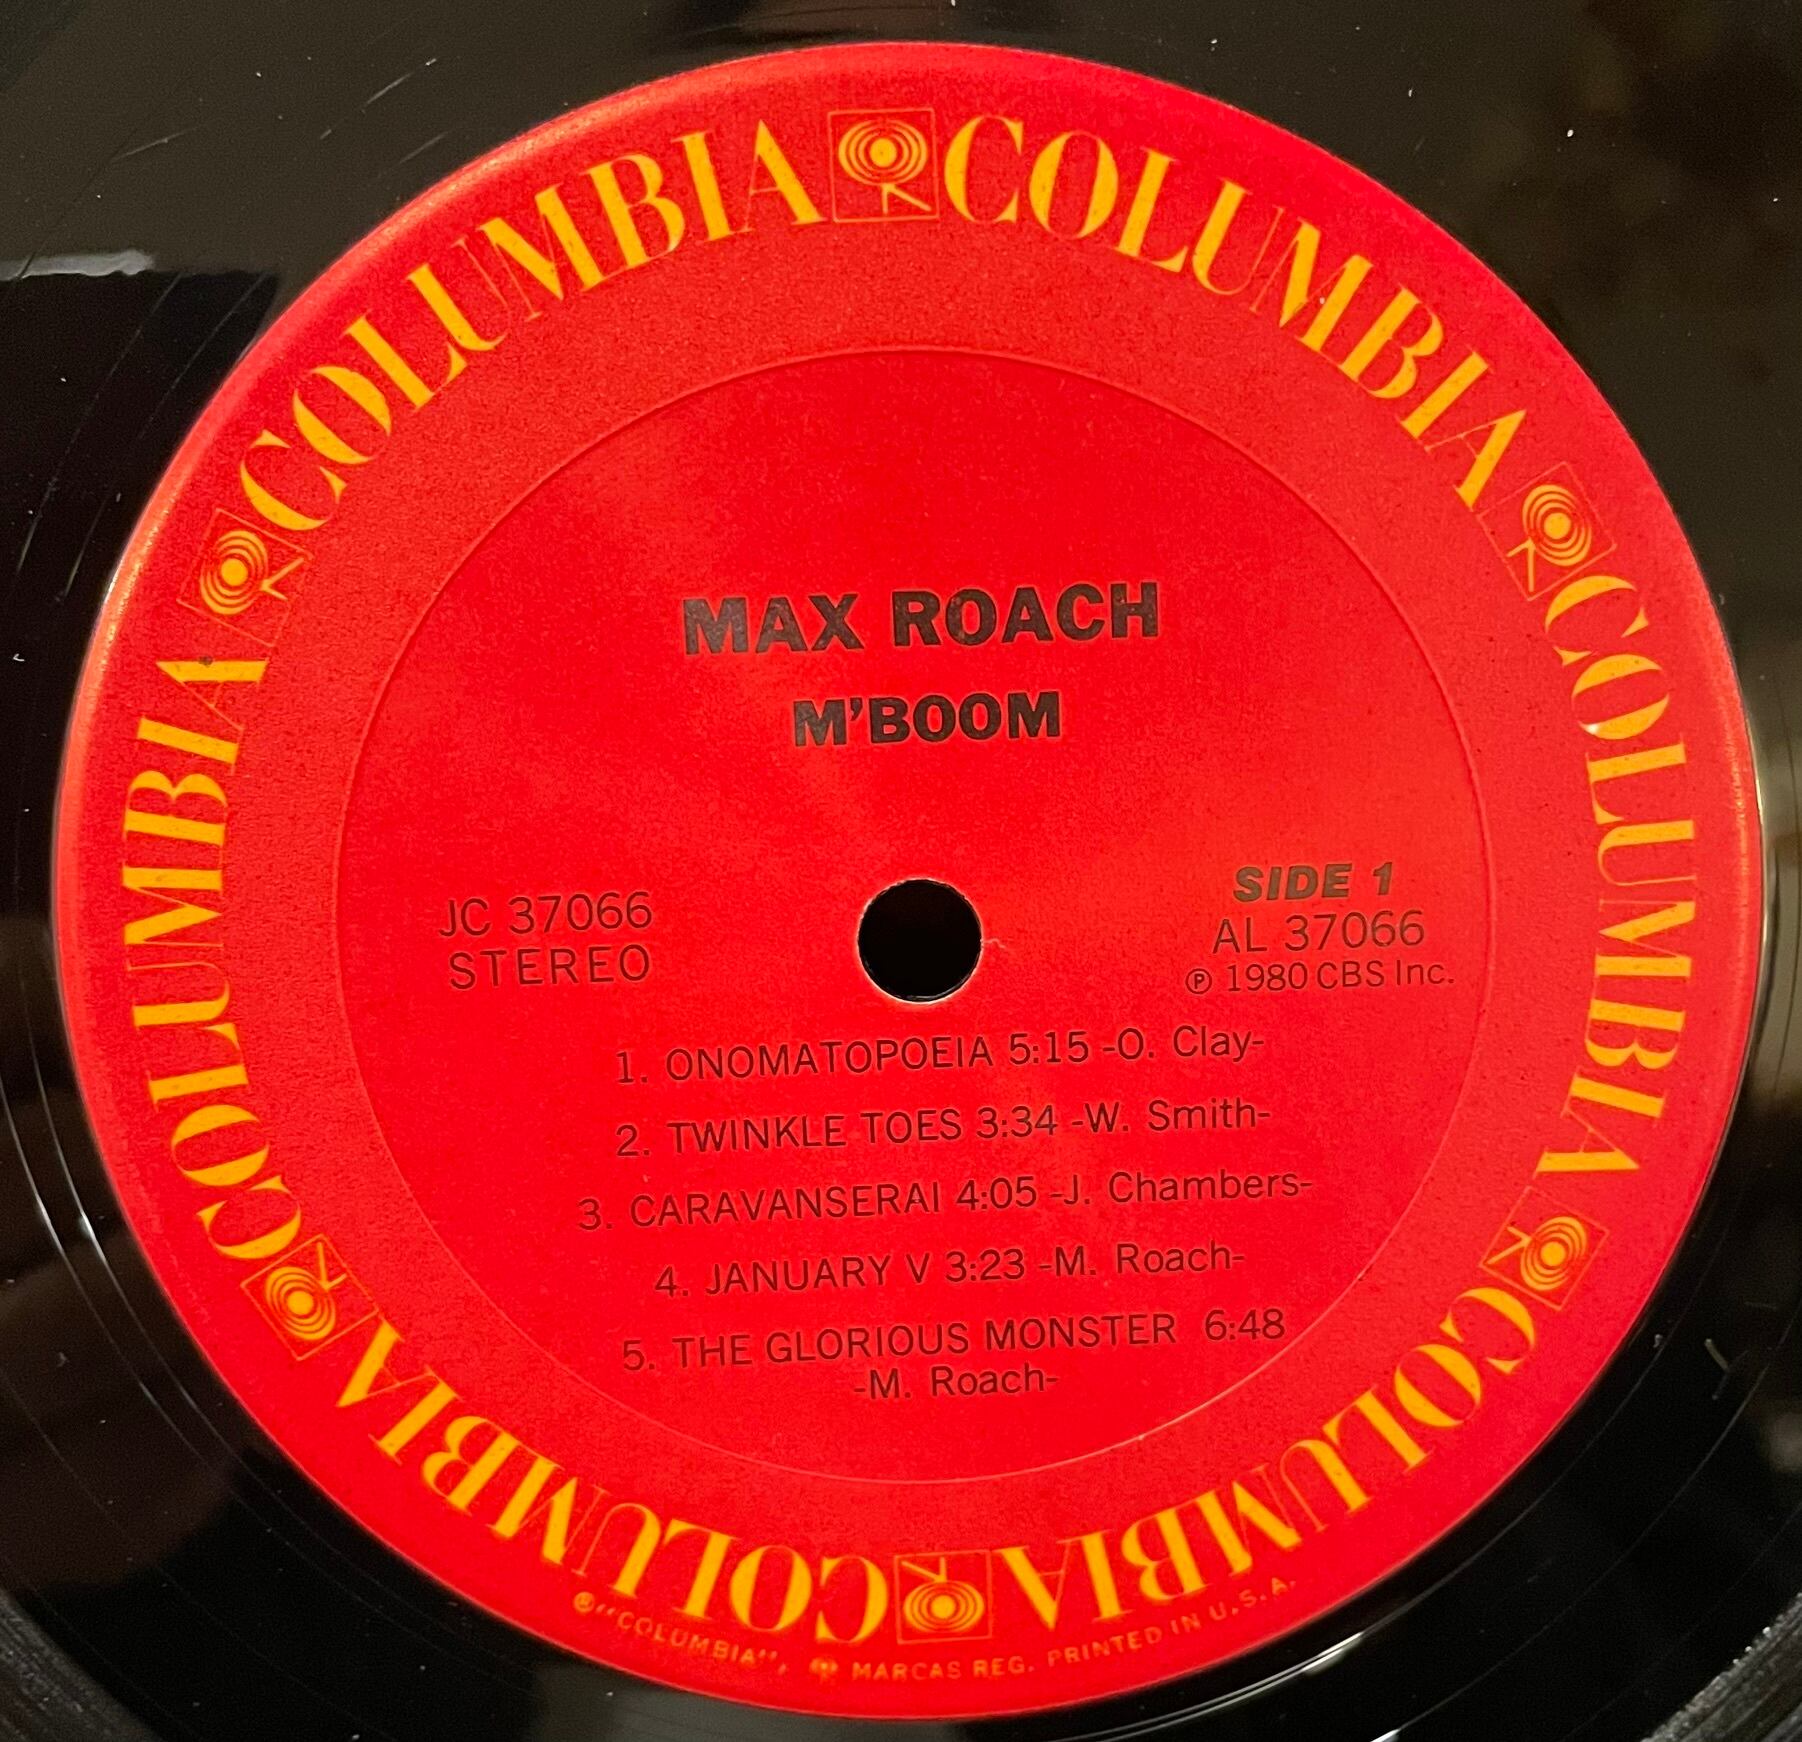 COLUMBIA COLUMBIA COLUMBIA COLUMBIA COLUMBIA COLUMBIA
MAX ROACH
M'BOOM
JC 37066
STEREO
SIDE 1
AL 37066
℗ 1980 CBS Inc.
1. ONOMATOPOEIA 5:15 -O. Clay-
2. TWINKLE TOES 3:34 -W. Smith-
3. CARAVANSERAI 4:05 -J. Chambers-
4. JANUARY V 3:23 -M. Roach-
5. THE GLORIOUS MONSTER 6:48
-M. Roach-
®"COLUMBIA", MARCAS REG. PRINTED IN U.S.A.